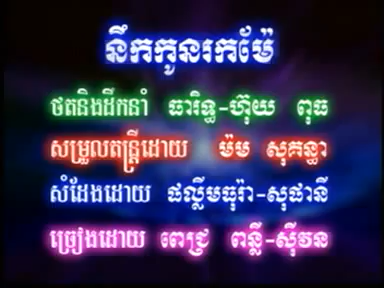 នឹកកូនរកម៉ែ
ថតនិងដឹកនាំ ធារិទ្ធ-ហ៊ុយ ពុធ
សម្រួលតន្ត្រីដោយ ម៉ម សុគន្ធា
សំដែងដោយ ផល្លឹមធុរ៉ា-សុផានី
ច្រៀងដោយ ពេជ្រ ពន្លឺ-ស៊ីវន